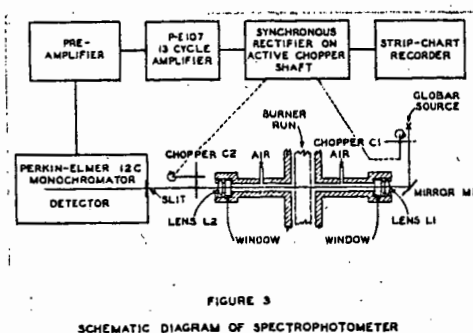 PRE-
AMPLIFIER
P-E107
13 CYCLE
AMPLIFIER
SYNCHRONOUS
RECTIFIER ON
ACTIVE CHOPPER
SHAFT
STRIP-CHART
RECORDER
GLOBAR
SOURCE
BURNER
RUN
CHOPPER C1
CHOPPER C2
AIR
AIR
PERKIN-ELMER 12C
MONOCHROMATOR
DETECTOR
SLIT
LENS L2
WINDOW
WINDOW
LENS L1
MIRROR M1
FIGURE 3
SCHEMATIC DIAGRAM OF SPECTROPHOTOMETER